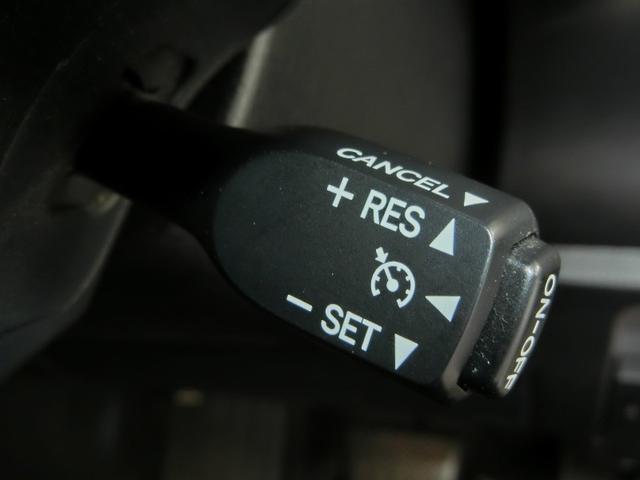 CANCEL
+ RES
- SET
ON-OFF